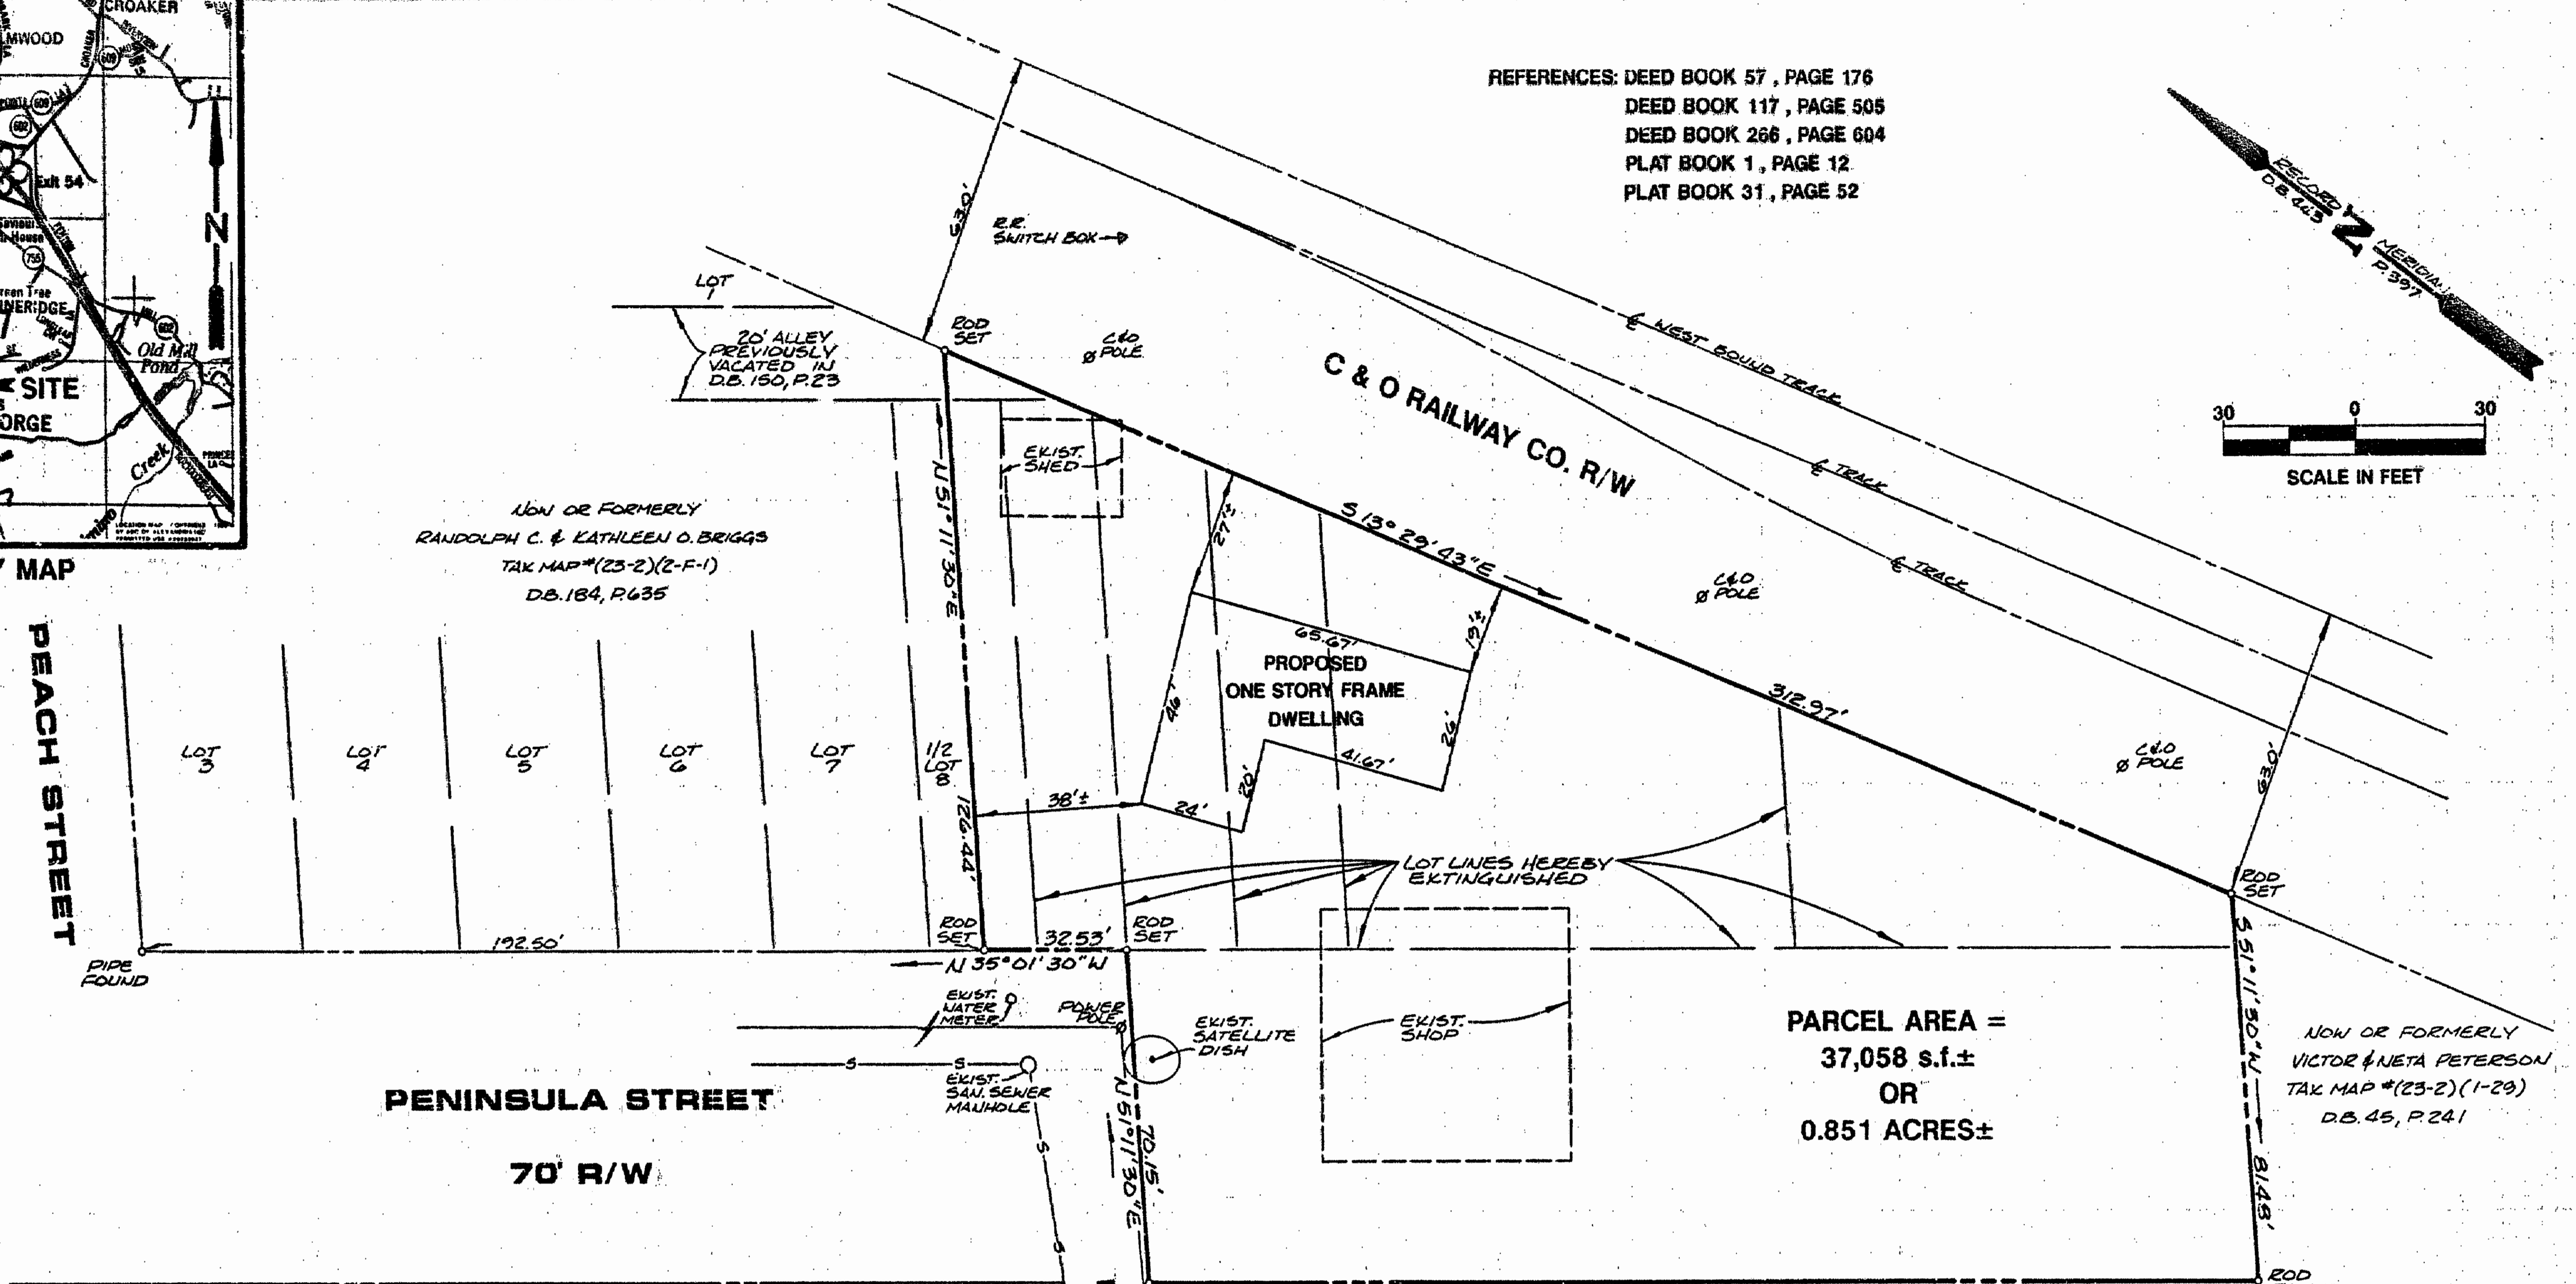 CROAKER
609
602
Exit 54
755
602
Old Mill
Pond
Creek
N
REFERENCES: DEED BOOK 57, PAGE 176
DEED BOOK 117, PAGE 505
DEED BOOK 266, PAGE 604
PLAT BOOK 1, PAGE 12
PLAT BOOK 31, PAGE 52
RECORD
D.B. 443
N
MERIDIAN
P. 397
30 0 30
SCALE IN FEET
53.0'
R.R.
SWITCH BOX
LOT
1
20' ALLEY
PREVIOUSLY
VACATED IN
D.B. 150, P. 23
ROD
SET
C&O
POLE
℄ WEST BOUND TRACK
C & O RAILWAY CO. R/W
℄ TRACK
℄ TRACK
EXIST.
SHED
NOW OR FORMERLY
RANDOLPH C. & KATHLEEN O. BRIGGS
TAX MAP #(23-2)(2-F-1)
D.B. 184, P. 635
N 51° 11' 30" E
126.44'
27'±
S 13° 29' 43" E
312.97'
C&O
POLE
19'±
65.67'
PROPOSED
ONE STORY FRAME
DWELLING
46'
26'
41.67'
20'
24'
38'±
C&O
POLE
53.0'
PEACH STREET
LOT
3
LOT
4
LOT
5
LOT
6
LOT
7
1/2
LOT
8
LOT LINES HEREBY
EXTINGUISHED
ROD
SET
PIPE
FOUND
192.50'
ROD
SET
32.53'
ROD
SET
N 35° 01' 30" W
EXIST.
WATER
METER
POWER
POLE
EXIST.
SATELLITE
DISH
EXIST.
SHOP
S S
EXIST.
SAN. SEWER
MANHOLE
S
S
N 51° 11' 30" E
70.15'
PENINSULA STREET
70' R/W
PARCEL AREA =
37,058 s.f.±
OR
0.851 ACRES±
S 51° 11' 30" W
81.48'
NOW OR FORMERLY
VICTOR & NETA PETERSON
TAX MAP #(23-2)(1-29)
D.B. 45, P. 241
ROD
MAP
SITE